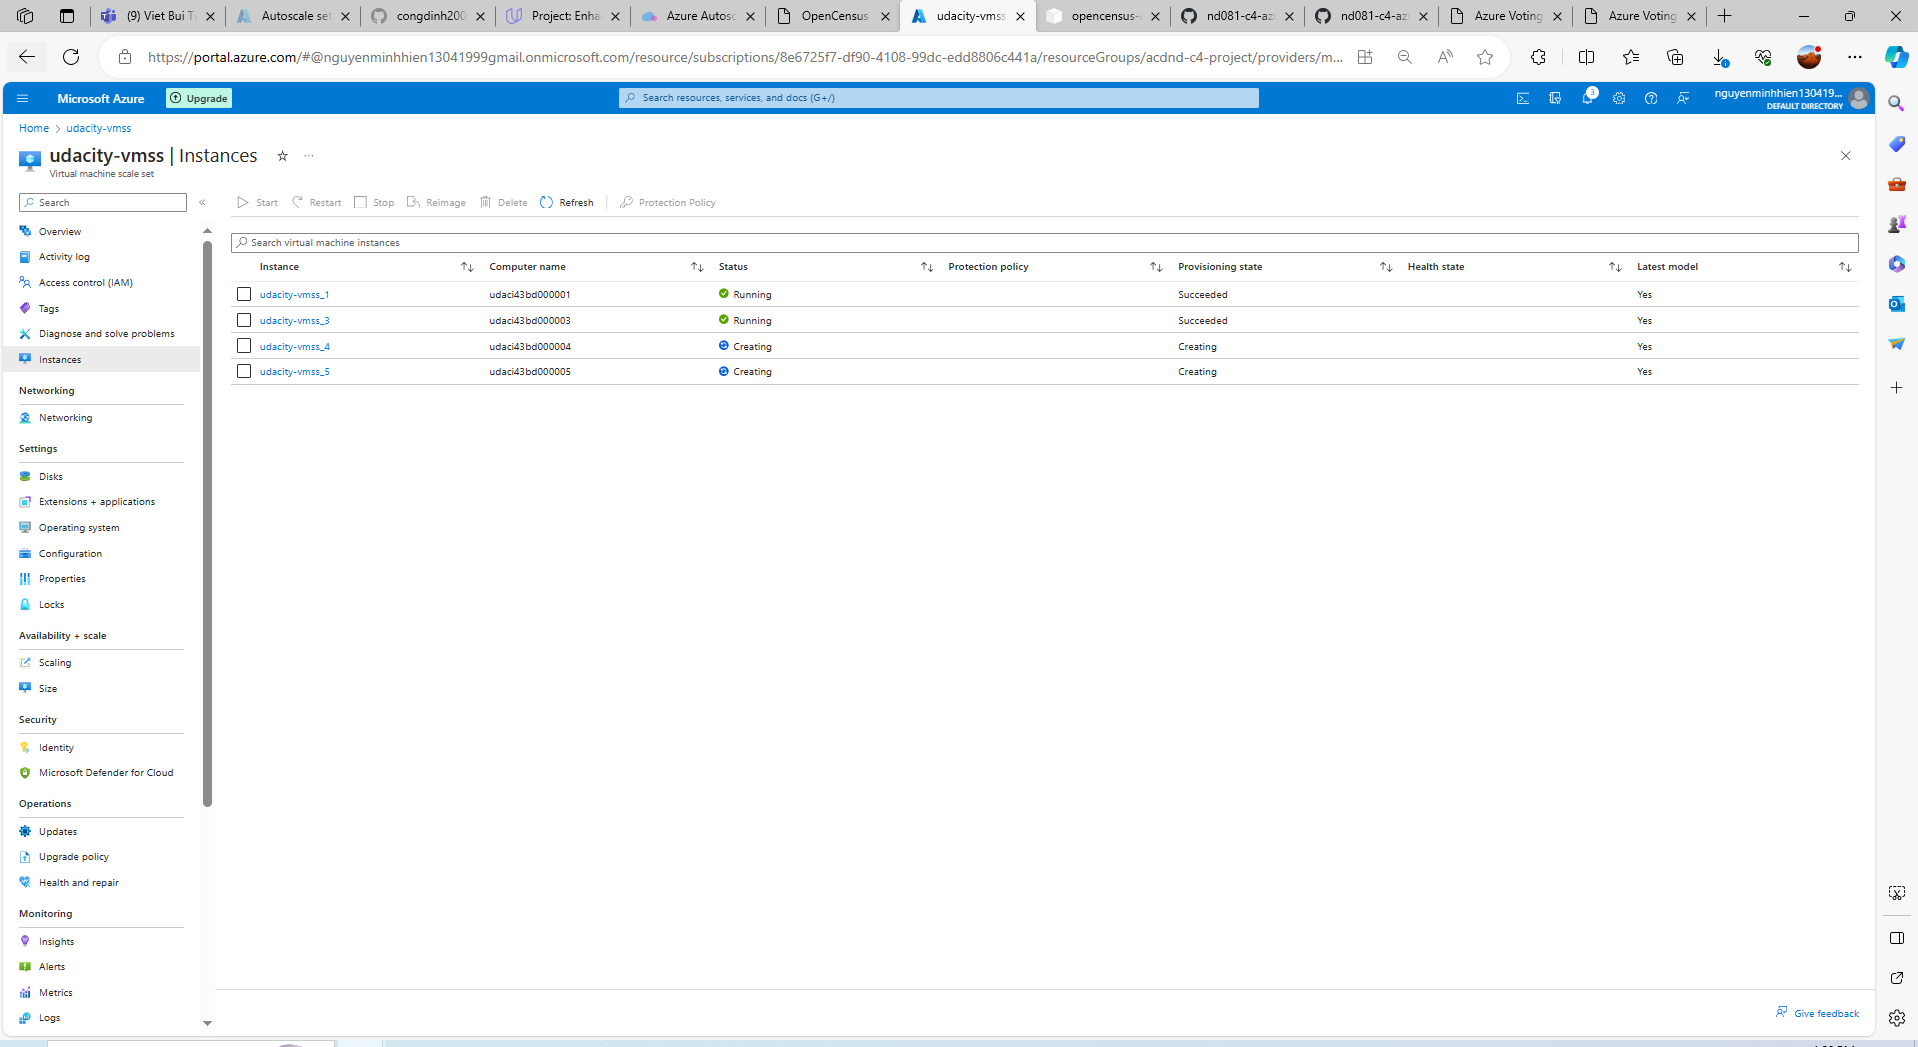 (9) Viet Bui T
Autoscale set
congdinh200
Project: Enha
Azure Autosc
OpenCensus
udacity-vmss
opencensus-
nd081-c4-az
nd081-c4-az
Azure Voting
Azure Voting
https://portal.azure.com/#@nguyenminhhien13041999gmail.onmicrosoft.com/resource/subscriptions/8e6725f7-df90-4108-99dc-edd8806c441a/resourceGroups/acdnd-c4-project/providers/m...
Microsoft Azure
Upgrade
Search resources, services, and docs (G+/)
3
nguyenminhhien130419...
DEFAULT DIRECTORY
Home > udacity-vmss
udacity-vmss | Instances
Virtual machine scale set
Search
Start Restart Stop Reimage Delete Refresh Protection Policy
Overview
Activity log
Access control (IAM)
Tags
Diagnose and solve problems
Instances
Networking
Networking
Settings
Disks
Extensions + applications
Operating system
Configuration
Properties
Locks
Availability + scale
Scaling
Size
Security
Identity
Microsoft Defender for Cloud
Operations
Updates
Upgrade policy
Health and repair
Monitoring
Insights
Alerts
Metrics
Logs
Search virtual machine instances
Instance Computer name Status Protection policy Provisioning state Health state Latest model
udacity-vmss_1 udaci43bd000001 Running Succeeded Yes
udacity-vmss_3 udaci43bd000003 Running Succeeded Yes
udacity-vmss_4 udaci43bd000004 Creating Creating Yes
udacity-vmss_5 udaci43bd000005 Creating Creating Yes
Give feedback